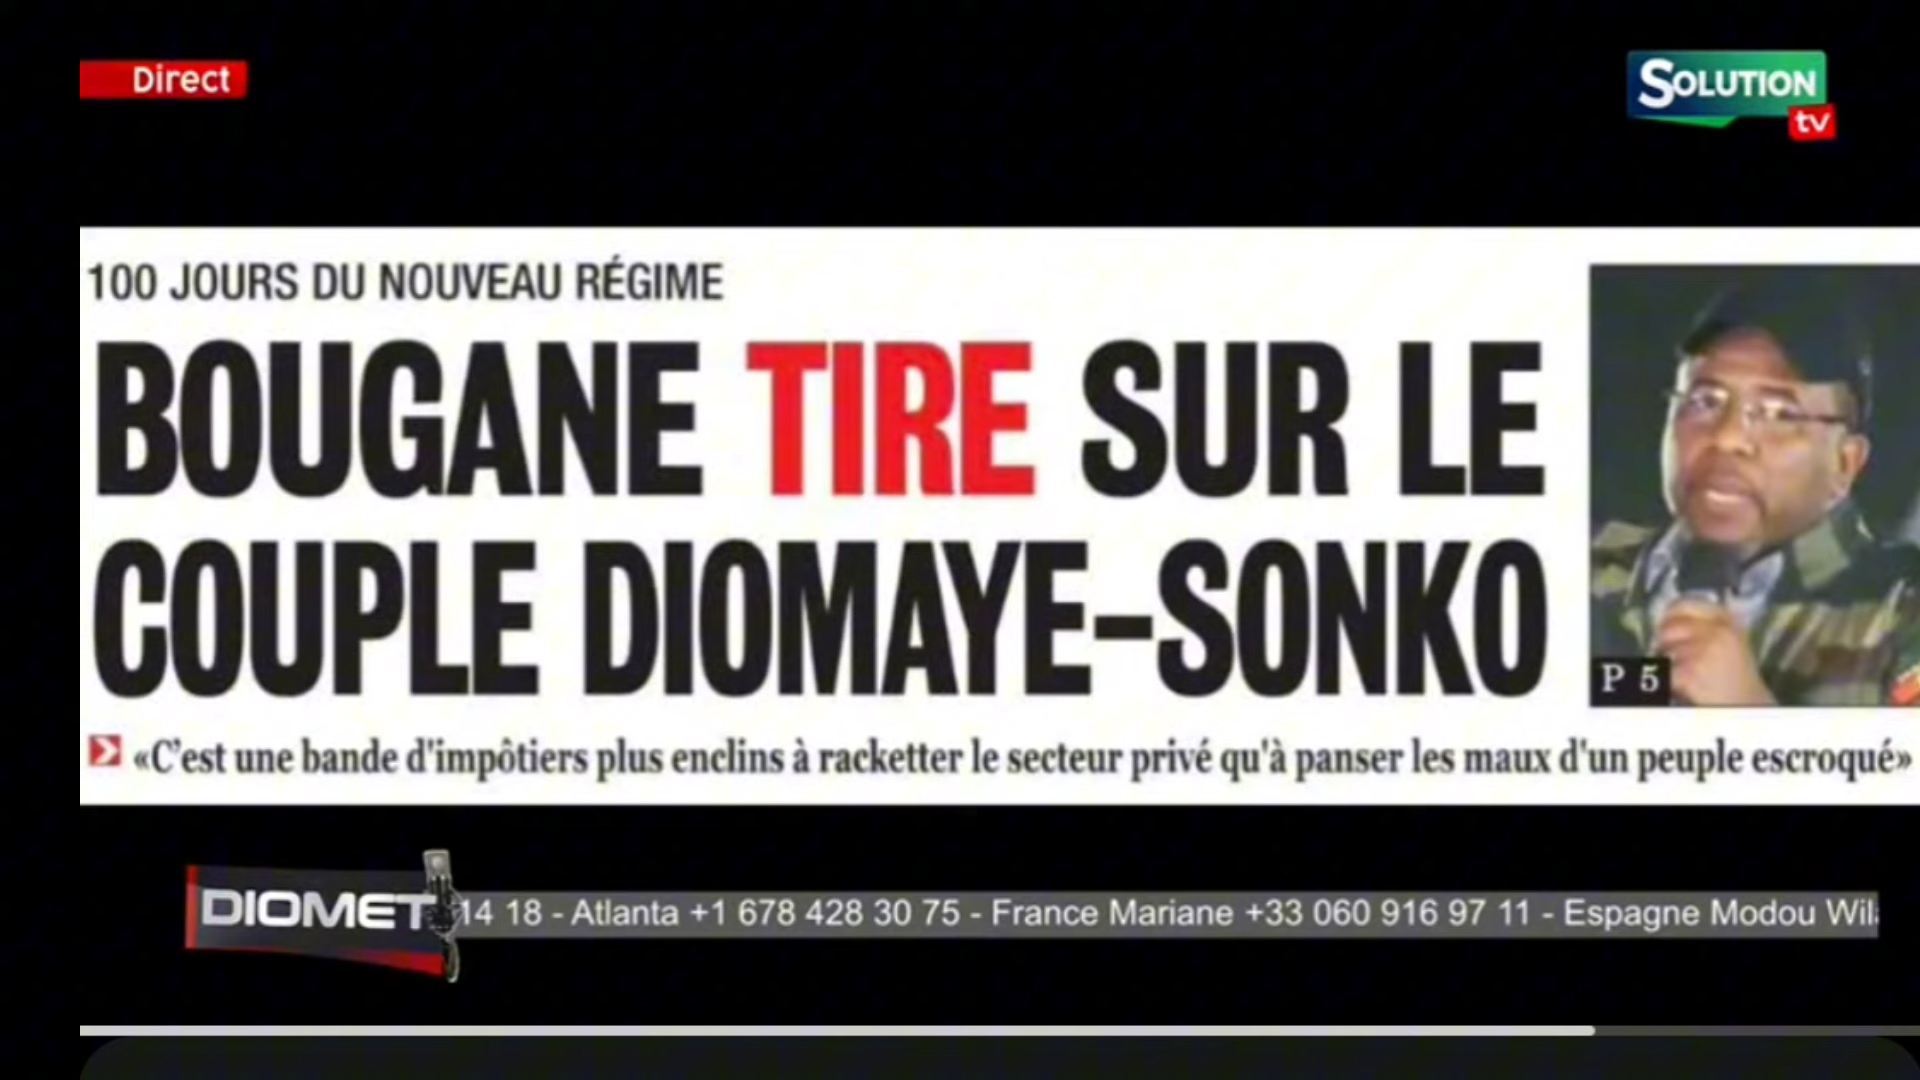 Direct
SOLUTION
tv
100 JOURS DU NOUVEAU RÉGIME
BOUGANE TIRE SUR LE
COUPLE DIOMAYE-SONKO
P 5
«C'est une bande d'impôtiers plus enclins à racketter le secteur privé qu'à panser les maux d'un peuple escroqué»
DIOMET
14 18 - Atlanta +1 678 428 30 75 - France Mariane +33 060 916 97 11 - Espagne Modou